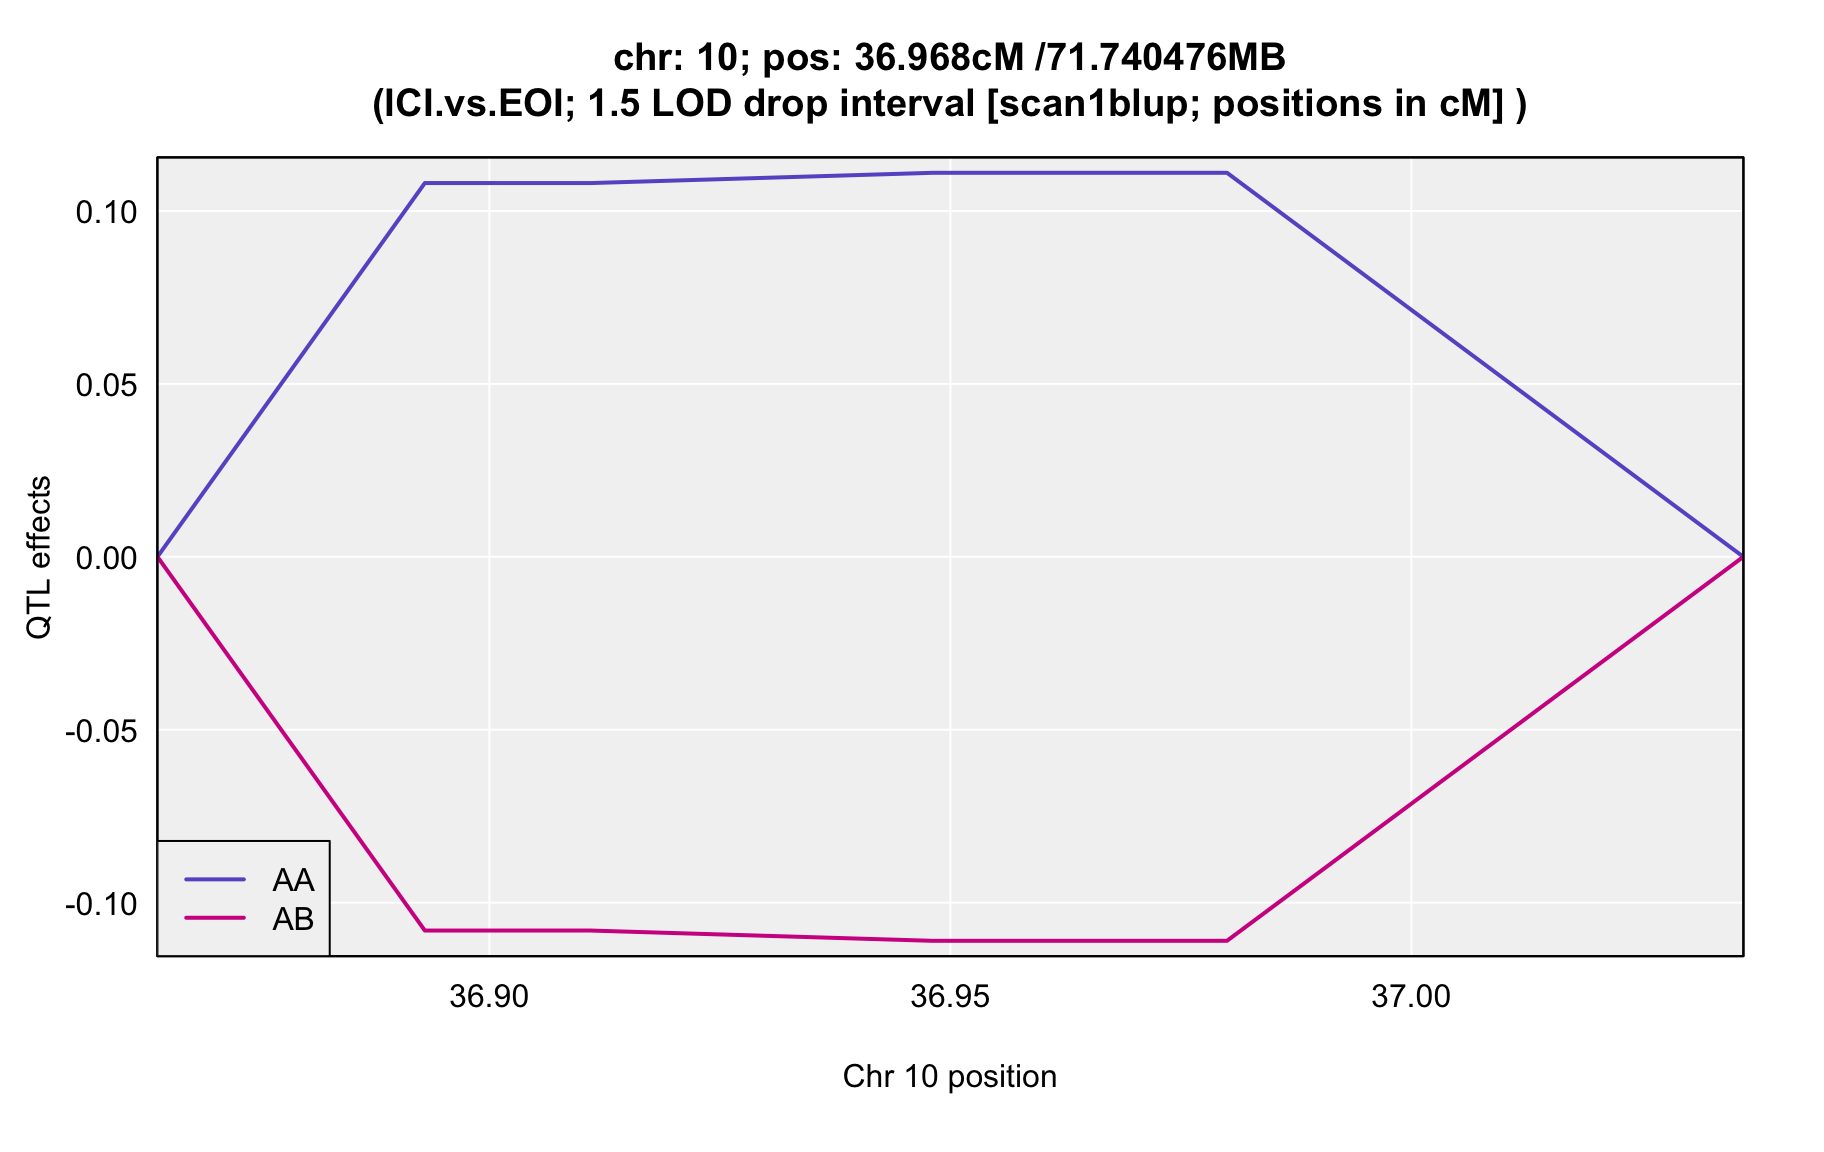 chr: 10; pos: 36.968cM /71.740476MB
(ICI.vs.EOI; 1.5 LOD drop interval [scan1blup; positions in cM] )
QTL effects
0.10
0.05
0.00
-0.05
-0.10
AA
AB
36.90 36.95 37.00
Chr 10 position